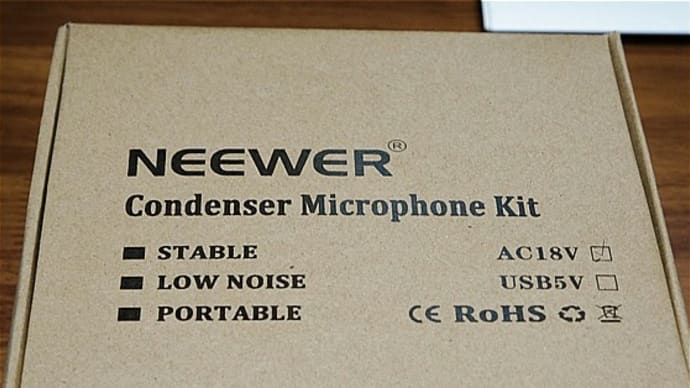 NEEWER®
Condenser Microphone Kit
■ STABLE AC18V ☑
■ LOW NOISE USB5V ☐
■ PORTABLE CE RoHS